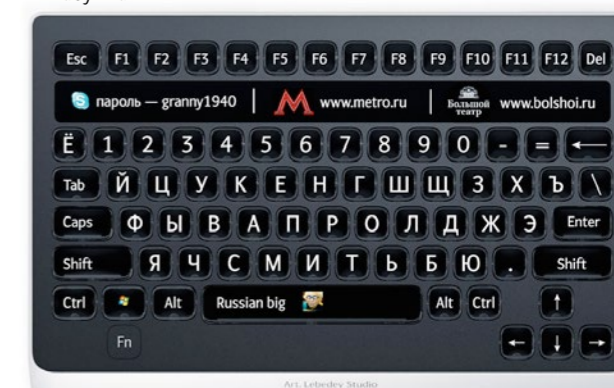 Esc F1 F2 F3 F4 F5 F6 F7 F8 F9 F10 F11 F12 Del
пароль — granny1940 | www.metro.ru | Большой театр www.bolshoi.ru
Ё 1 2 3 4 5 6 7 8 9 0 - = ←
Tab Й Ц У К Е Н Г Ш Щ З Х Ъ \
Caps Ф Ы В А П Р О Л Д Ж Э Enter
Shift Я Ч С М И Т Ь Б Ю . Shift
Ctrl Alt Russian big Alt Ctrl ↑
Fn ← ↓ →
Art. Lebedev Studio